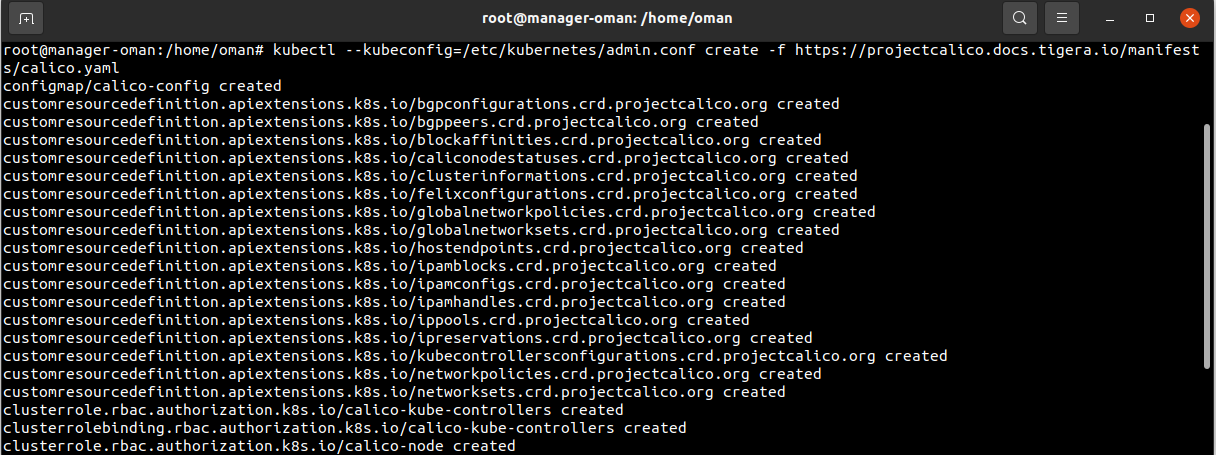 root@manager-oman: /home/oman
root@manager-oman:/home/oman# kubectl --kubeconfig=/etc/kubernetes/admin.conf create -f https://projectcalico.docs.tigera.io/manifest
s/calico.yaml
configmap/calico-config created
customresourcedefinition.apiextensions.k8s.io/bgpconfigurations.crd.projectcalico.org created
customresourcedefinition.apiextensions.k8s.io/bgppeers.crd.projectcalico.org created
customresourcedefinition.apiextensions.k8s.io/blockaffinities.crd.projectcalico.org created
customresourcedefinition.apiextensions.k8s.io/caliconodestatuses.crd.projectcalico.org created
customresourcedefinition.apiextensions.k8s.io/clusterinformations.crd.projectcalico.org created
customresourcedefinition.apiextensions.k8s.io/felixconfigurations.crd.projectcalico.org created
customresourcedefinition.apiextensions.k8s.io/globalnetworkpolicies.crd.projectcalico.org created
customresourcedefinition.apiextensions.k8s.io/globalnetworksets.crd.projectcalico.org created
customresourcedefinition.apiextensions.k8s.io/hostendpoints.crd.projectcalico.org created
customresourcedefinition.apiextensions.k8s.io/ipamblocks.crd.projectcalico.org created
customresourcedefinition.apiextensions.k8s.io/ipamconfigs.crd.projectcalico.org created
customresourcedefinition.apiextensions.k8s.io/ipamhandles.crd.projectcalico.org created
customresourcedefinition.apiextensions.k8s.io/ippools.crd.projectcalico.org created
customresourcedefinition.apiextensions.k8s.io/ipreservations.crd.projectcalico.org created
customresourcedefinition.apiextensions.k8s.io/kubecontrollersconfigurations.crd.projectcalico.org created
customresourcedefinition.apiextensions.k8s.io/networkpolicies.crd.projectcalico.org created
customresourcedefinition.apiextensions.k8s.io/networksets.crd.projectcalico.org created
clusterrole.rbac.authorization.k8s.io/calico-kube-controllers created
clusterrolebinding.rbac.authorization.k8s.io/calico-kube-controllers created
clusterrole.rbac.authorization.k8s.io/calico-node created